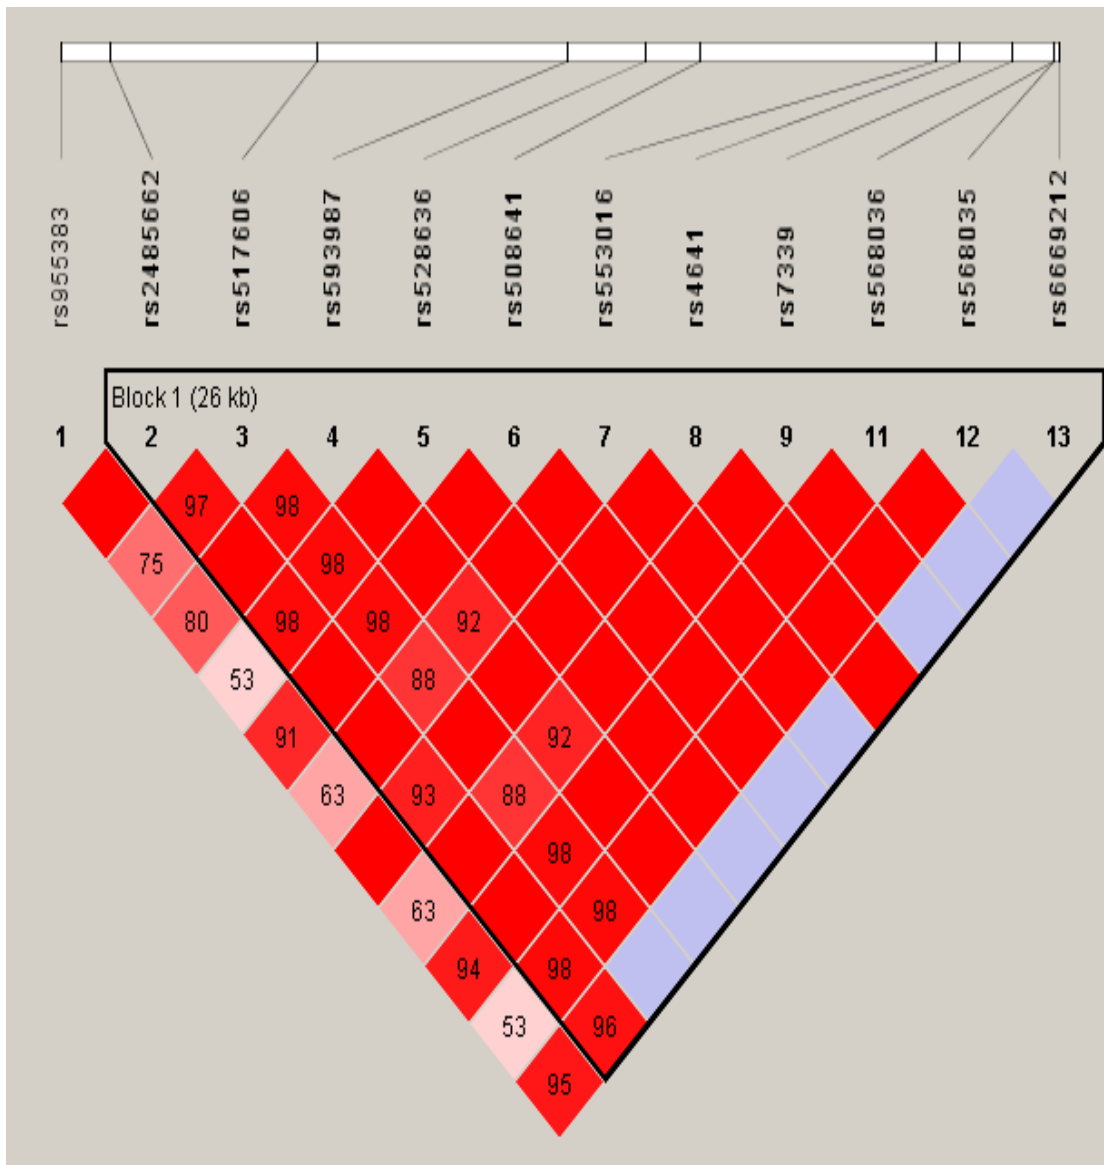 rs955383
rs2485662
rs517606
rs593987
rs528636
rs508641
rs553016
rs4641
rs7339
rs568036
rs568035
rs6669212
Block 1 (26 kb)
1 2 3 4 5 6 7 8 9 11 12 13
97 98
75 98
80 98 98 92
53 88
91 92
63 93 88
98
63 98
94 98
53 96
95